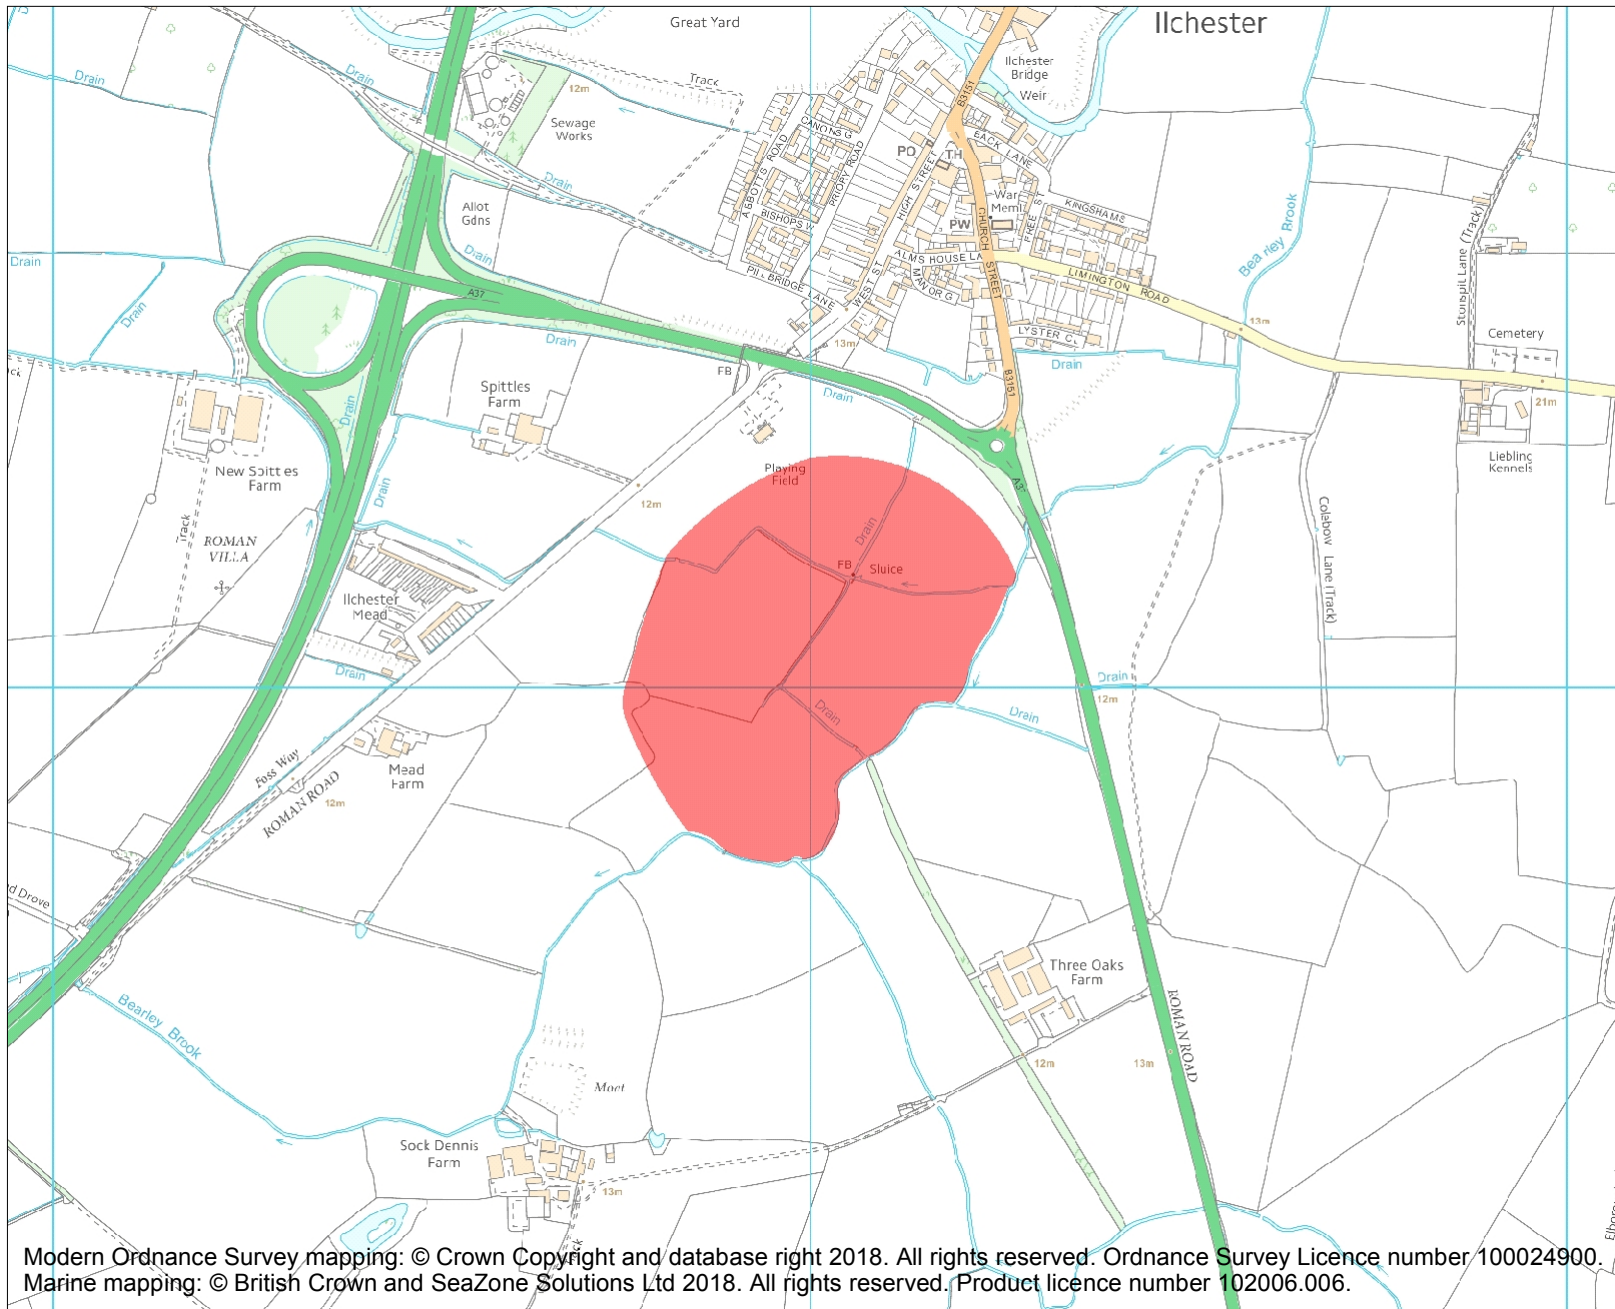 Great Yard
Ilchester
Ilchester
Bridge
Weir
Drain
Drain
Track
12m
Sewage
Works
B3151
CANONS G
BACK LANE
PO
TH
ABBOTTS ROAD
PRIORY ROAD
HIGH STREET
Drain
Allot
Gdns
War
Meml
FREE ST
KINGSHAMS
BISHOPS W
PW
CHURCH STREET
Bearley Brook
Stonspil Lane (Track)
Drain
Drain
ALMS HOUSE LA
MANOR G
LIMINGTON ROAD
PILLBRIDGE LANE
WEST ST
A37
Drain
13m
LYSTER CL
13m
Cemetery
Drain
FB
Drain
B3151
Drain
21m
Spittles
Farm
Drain
Liebling
Kennels
New Spittles
Farm
Playing
Field
A37
Drain
12m
Track
ROMAN
VILLA
Drain
Colebow Lane (Track)
FB
Sluice
Ilchester
Mead
Drain
Drain
12m
Drain
Drain
Foss Way
ROMAN ROAD
Mead
Farm
12m
d Drove
Three Oaks
Farm
ROMAN ROAD
Bearley Brook
12m
13m
Moat
Sock Dennis
Farm
13m
Modern Ordnance Survey mapping: © Crown Copyright and database right 2018. All rights reserved. Ordnance Survey Licence number 100024900.
Marine mapping: © British Crown and SeaZone Solutions Ltd 2018. All rights reserved. Product licence number 102006.006.